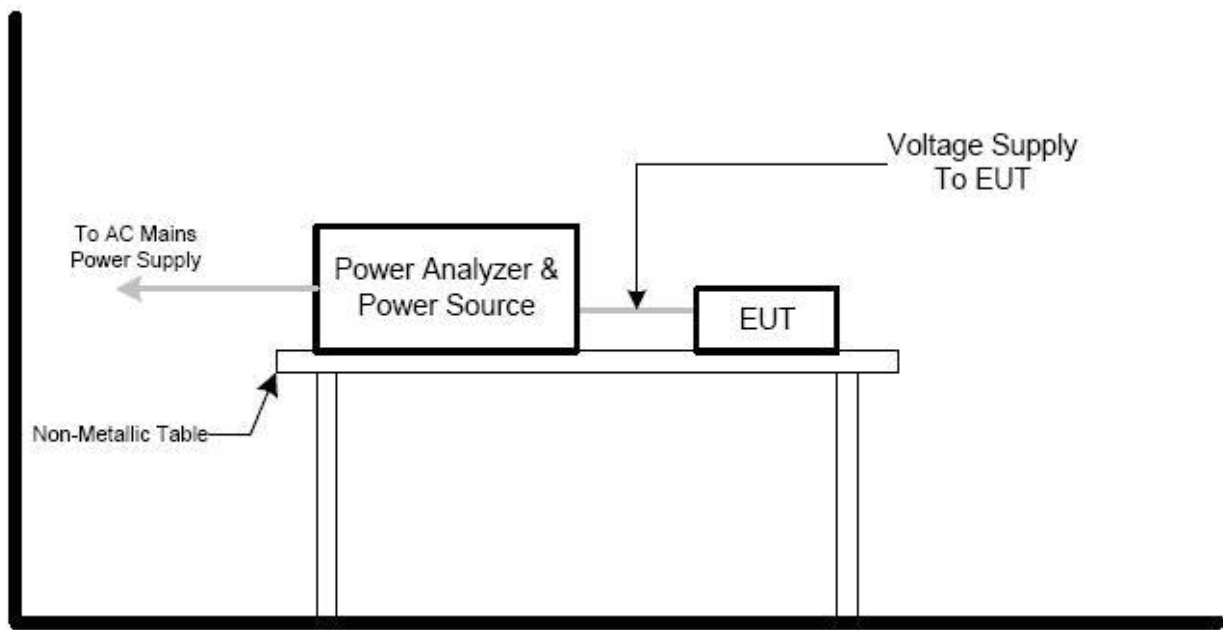 Voltage Supply
To EUT
To AC Mains
Power Supply
Power Analyzer &
Power Source
EUT
Non-Metallic Table